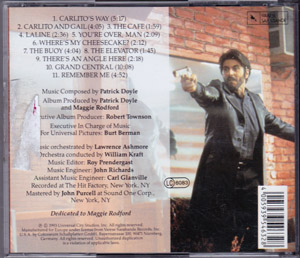 1. CARLITO'S WAY (5:17)
2. CARLITO AND GAIL (4:05) 3. THE CAFE (1:59)
4. LALINE (2:36) 5. YOU'RE OVER, MAN (2:09)
6. WHERE'S MY CHEESECAKE? (2:12)
7. THE BUOY (4:04) 8. THE ELEVATOR (1:45)
9. THERE'S AN ANGLE HERE (2:18)
10. GRAND CENTRAL (10:08)
11. REMEMBER ME (4:52)
Music Composed by Patrick Doyle
Album Produced by Patrick Doyle
and Maggie Rodford
Executive Album Producer: Robert Townson
Executive in Charge of Music
For Universal Pictures: Burt Berman
Music orchestrated by Lawrence Ashmore
Orchestra conducted by William Kraft
Music Editor: Roy Prendergast
Music Engineer: John Richards
Assistant Music Engineer: Carl Glanville
Recorded at The Hit Factory, New York, NY
Mastered by John Purcell at Sound One Corp.
New York, NY
Dedicated to Maggie Rodford
LC 6083